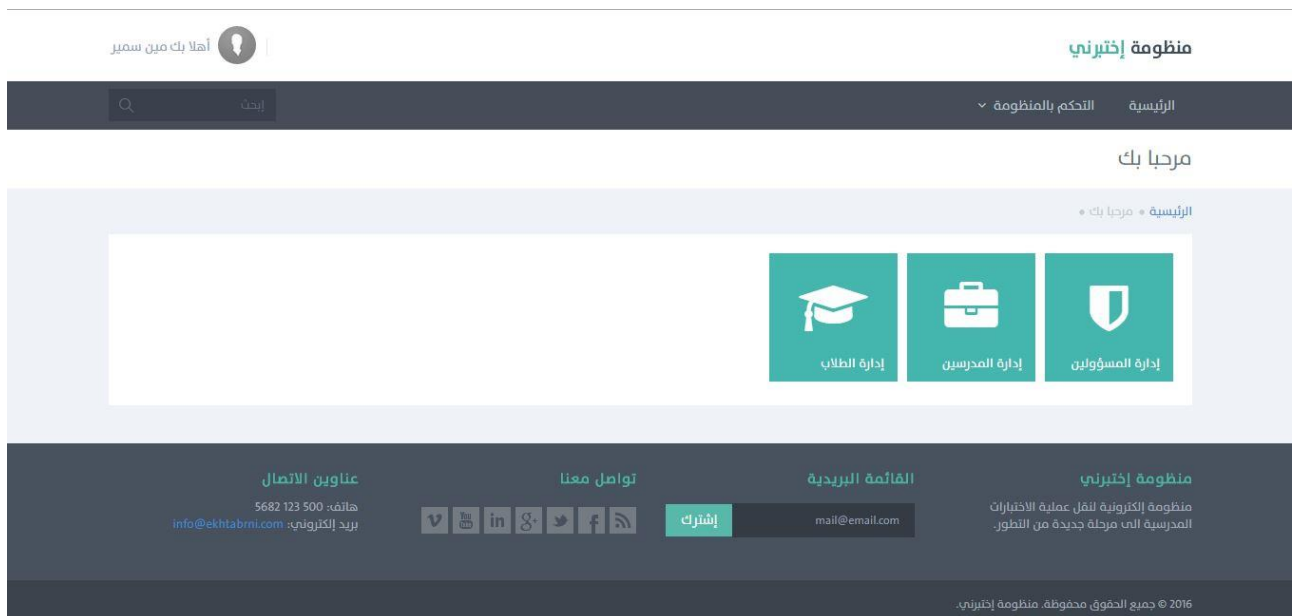 منظومة إختبرني
أهلا بك مين سمير
الرئيسية
التحكم بالمنظومة
إبحث
مرحبا بك
الرئيسية • مرحبا بك •
إدارة المسؤولين
إدارة المدرسين
إدارة الطلاب
منظومة إختبرني
منظومة إلكترونية لنقل عملية الاختبارات
المدرسية الى مرحلة جديدة من التطور.
القائمة البريدية
mail@email.com
إشترك
تواصل معنا
عناوين الاتصال
هاتف: 500 123 5682
بريد إلكتروني: info@ekhtabrni.com
2016 © جميع الحقوق محفوظة. منظومة إختبرني.